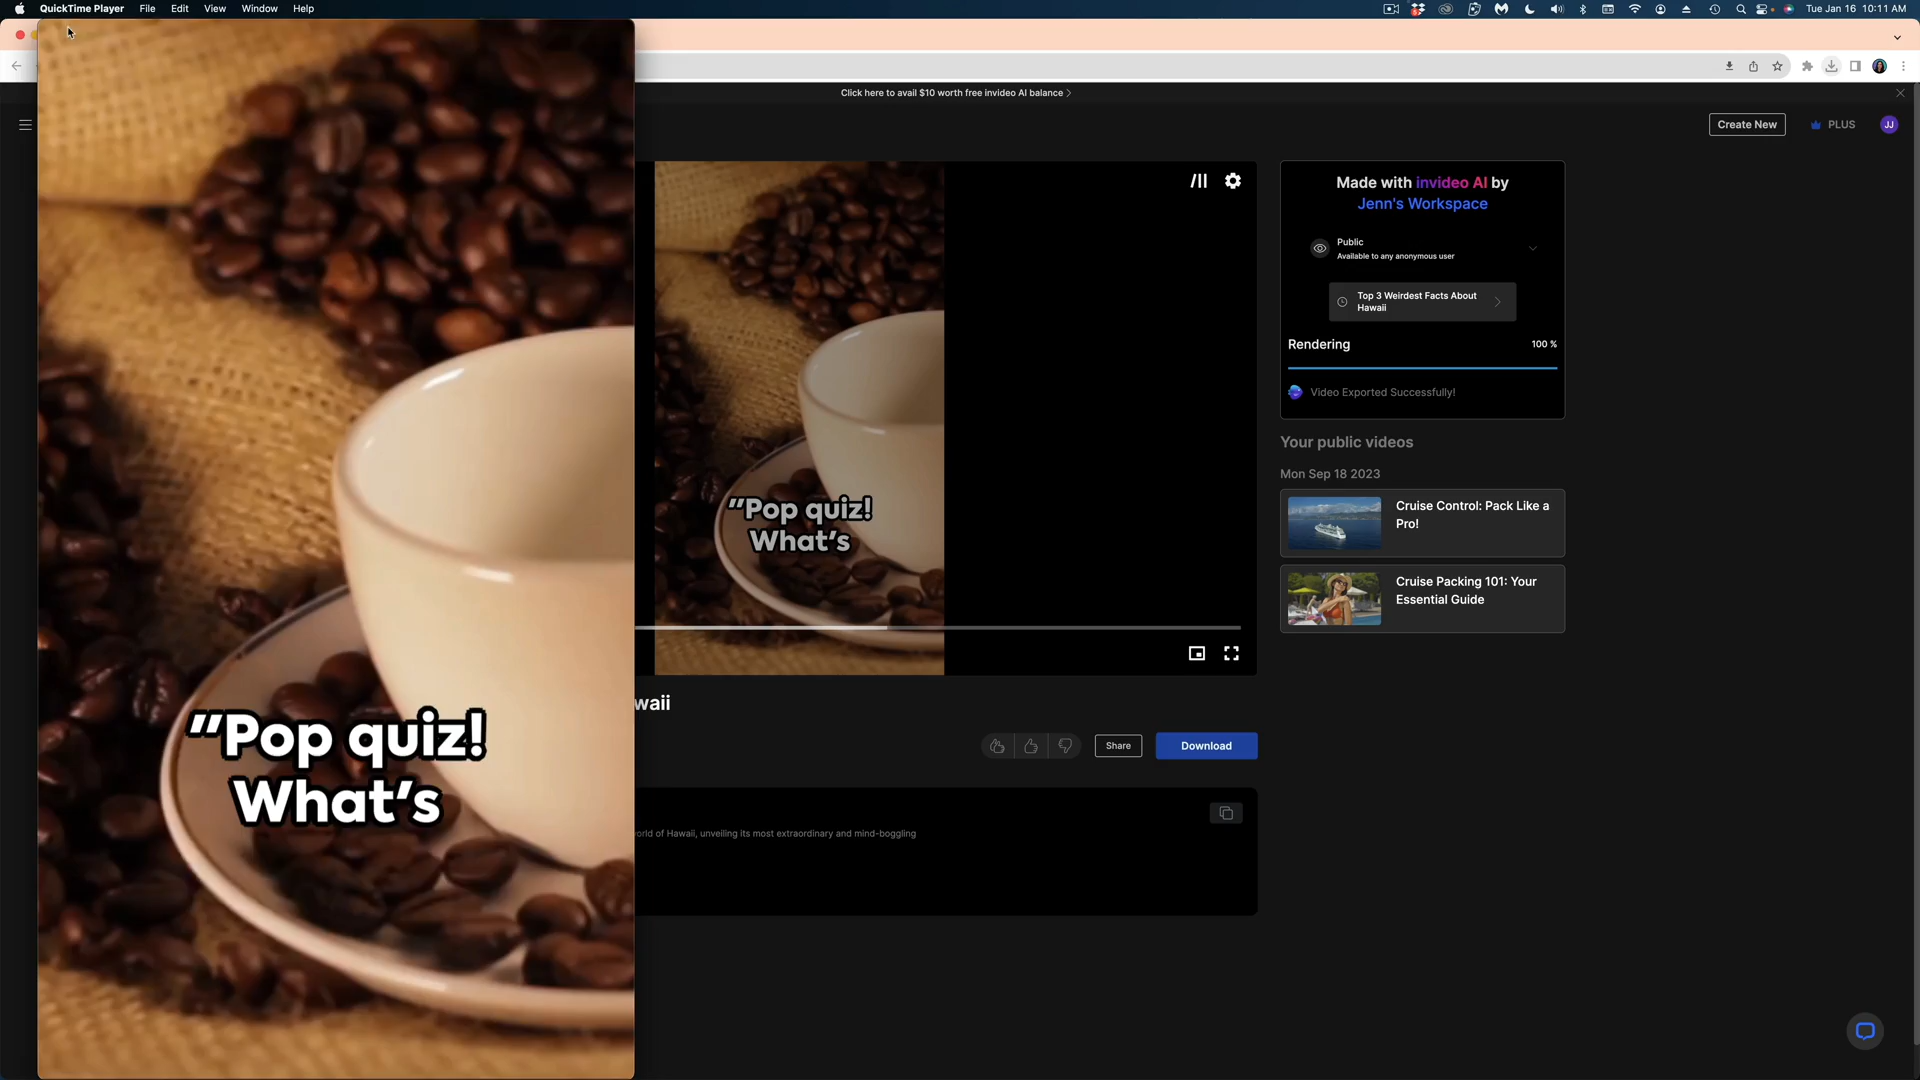 QuickTime Player File Edit View Window Help
Tue Jan 16 10:11 AM
Click here to avail $10 worth free invideo AI balance >
Create New
PLUS
JJ
Made with invideo AI by
Jenn's Workspace
Public
Available to any anonymous user
Top 3 Weirdest Facts About
Hawaii
Rendering 100 %
Video Exported Successfully!
Your public videos
Mon Sep 18 2023
Cruise Control: Pack Like a
Pro!
Cruise Packing 101: Your
Essential Guide
"Pop quiz!
What's
"Pop quiz!
What's
waii
Share
Download
orld of Hawaii, unveiling its most extraordinary and mind-boggling